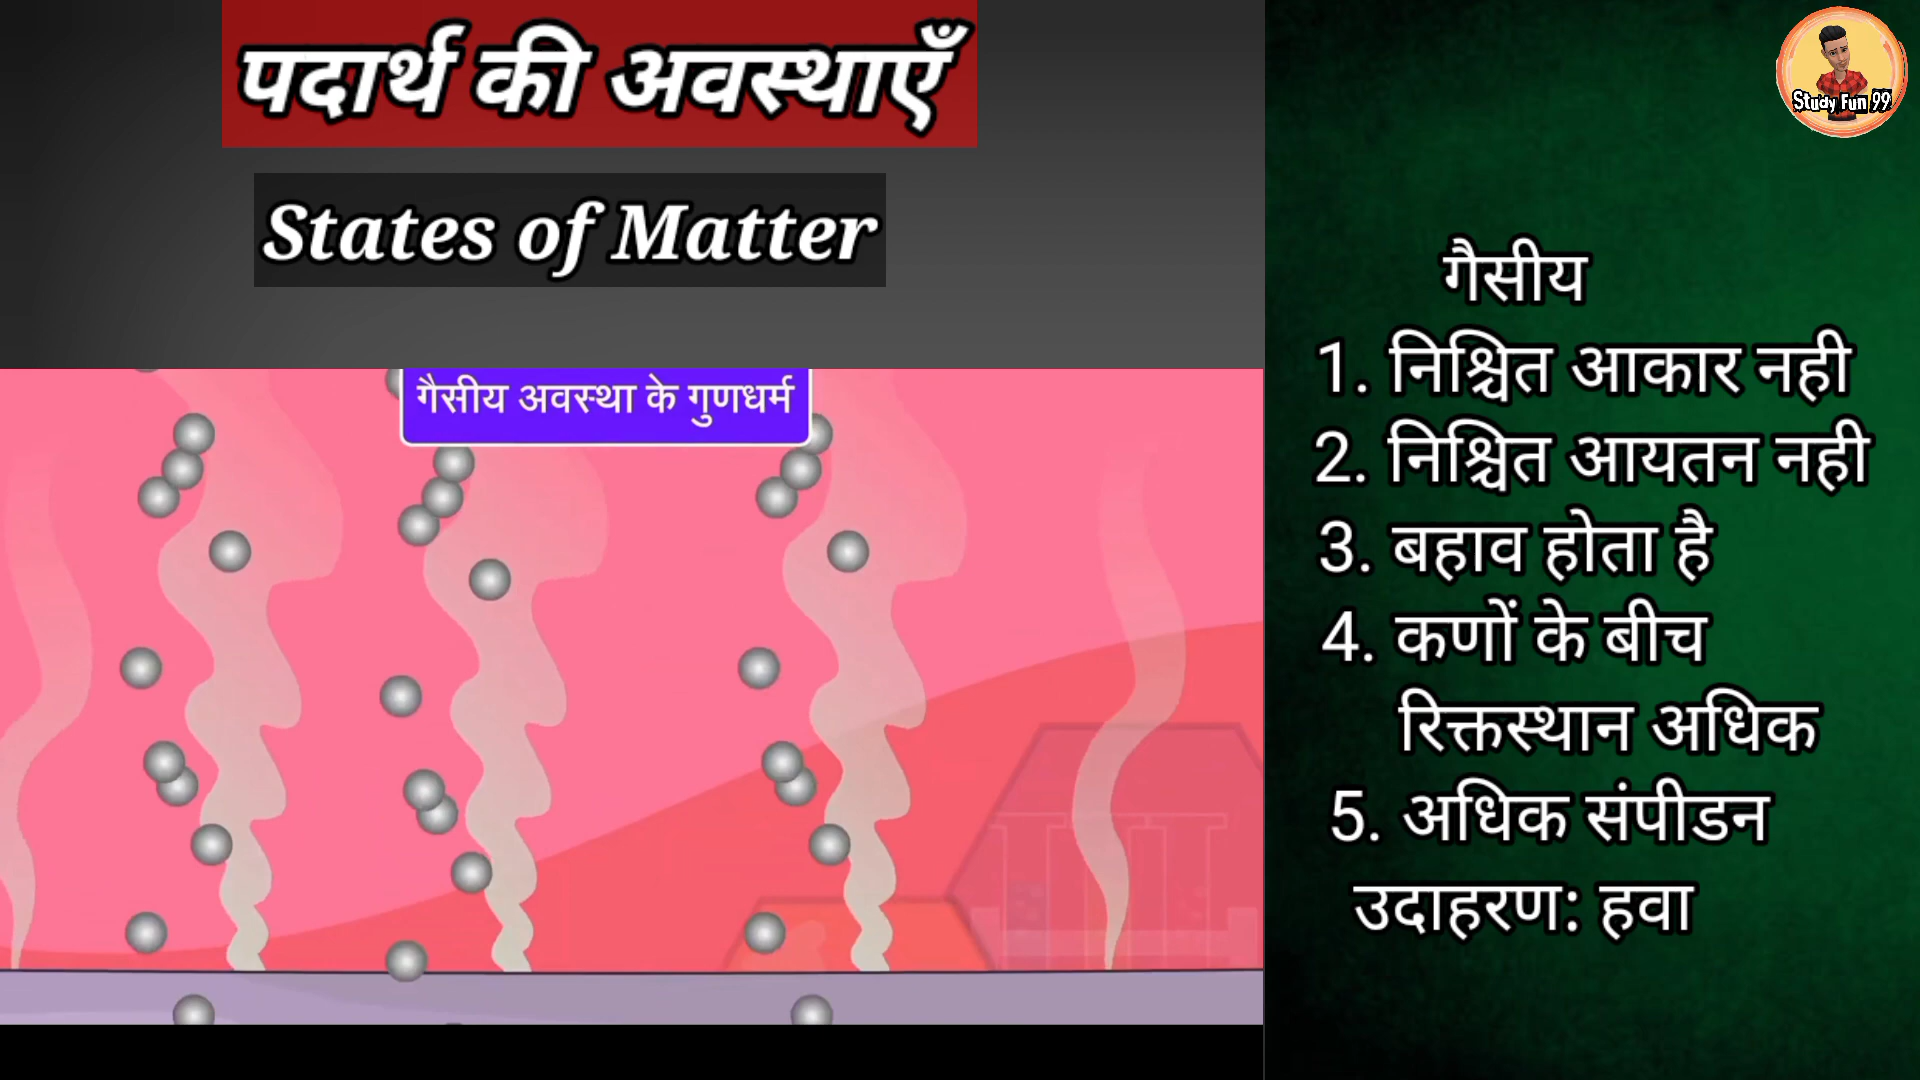 पदार्थ की अवस्थाएँ
States of Matter
गैसीय अवस्था के गुणधर्म
Study Fun 99
गैसीय
1. निश्चित आकार नही
2. निश्चित आयतन नही
3. बहाव होता है
4. कणों के बीच
रिक्तस्थान अधिक
5. अधिक संपीडन
उदाहरण: हवा